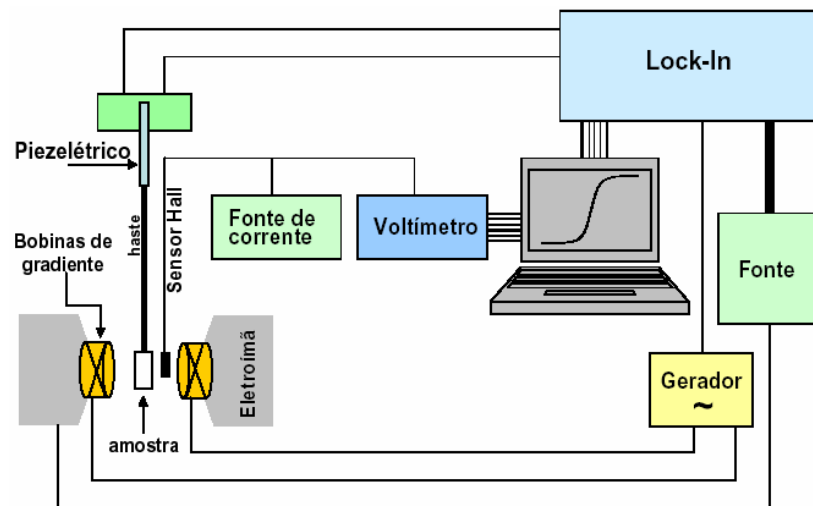 Lock-In
Piezelétrico
haste
Sensor Hall
Fonte de
corrente
Voltímetro
Fonte
Bobinas de
gradiente
Eletroímã
Gerador
~
amostra